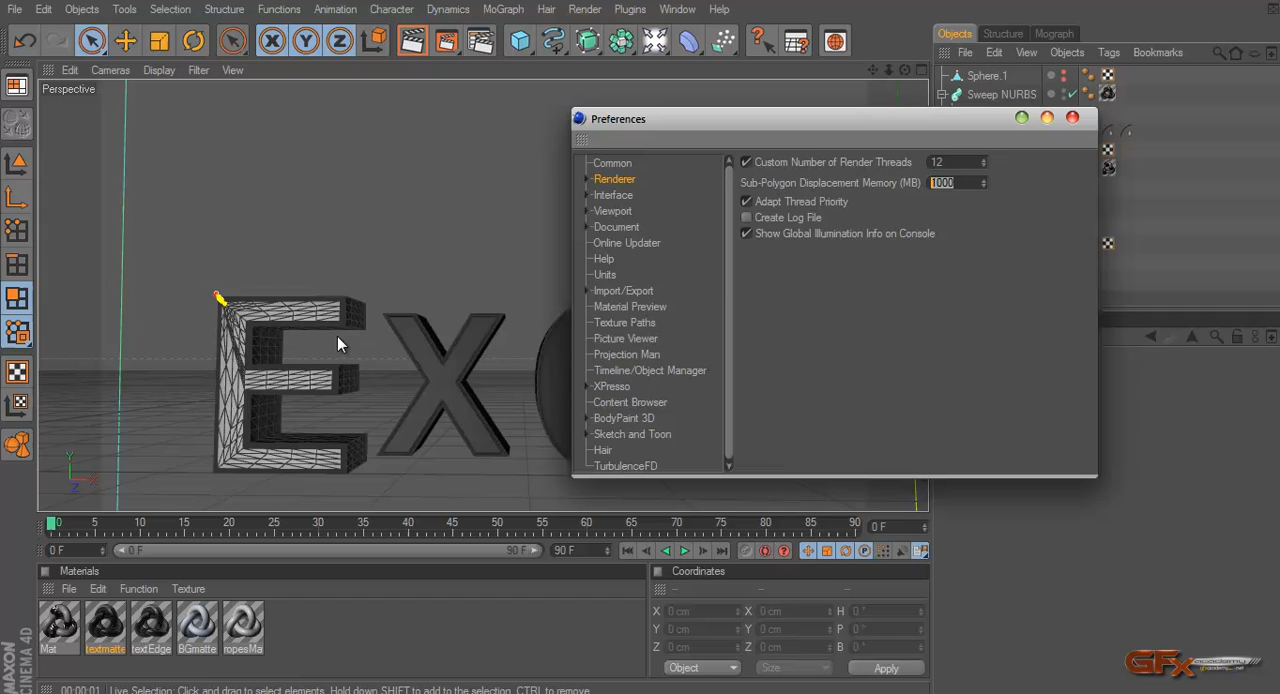 File Edit Objects Tools Selection Structure Functions Animation Character Dynamics MoGraph Hair Render Plugins Window Help
X Y Z
Objects Structure Mograph
File Edit View Objects Tags Bookmarks
Sphere.1
Sweep NURBS
Edit Cameras Display Filter View
Perspective
Preferences
Common
Renderer
Interface
Viewport
Document
Online Updater
Help
Units
Import/Export
Material Preview
Texture Paths
Picture Viewer
Projection Man
Timeline/Object Manager
XPresso
Content Browser
BodyPaint 3D
Sketch and Toon
Hair
TurbulenceFD
Custom Number of Render Threads 12
Sub-Polygon Displacement Memory (MB) 1000
Adapt Thread Priority
Create Log File
Show Global Illumination Info on Console
EX
Y
X
Z
0 5 10 15 20 25 30 35 40 45 50 55 60 65 70 75 80 85 90 0 F
0 F 0 F 90 F 90 F
Materials
File Edit Function Texture
Mat textmatte textEdge BGmatte ropesMa
Coordinates
-- -- --
X 0 cm X 0 cm H 0 °
Y 0 cm Y 0 cm P 0 °
Z 0 cm Z 0 cm B 0 °
Object Size Apply
MAXON
CINEMA 4D
00:00:01 Live Selection: Click and drag to select elements. Hold down SHIFT to add to the selection, CTRL to remove.
GFx academy